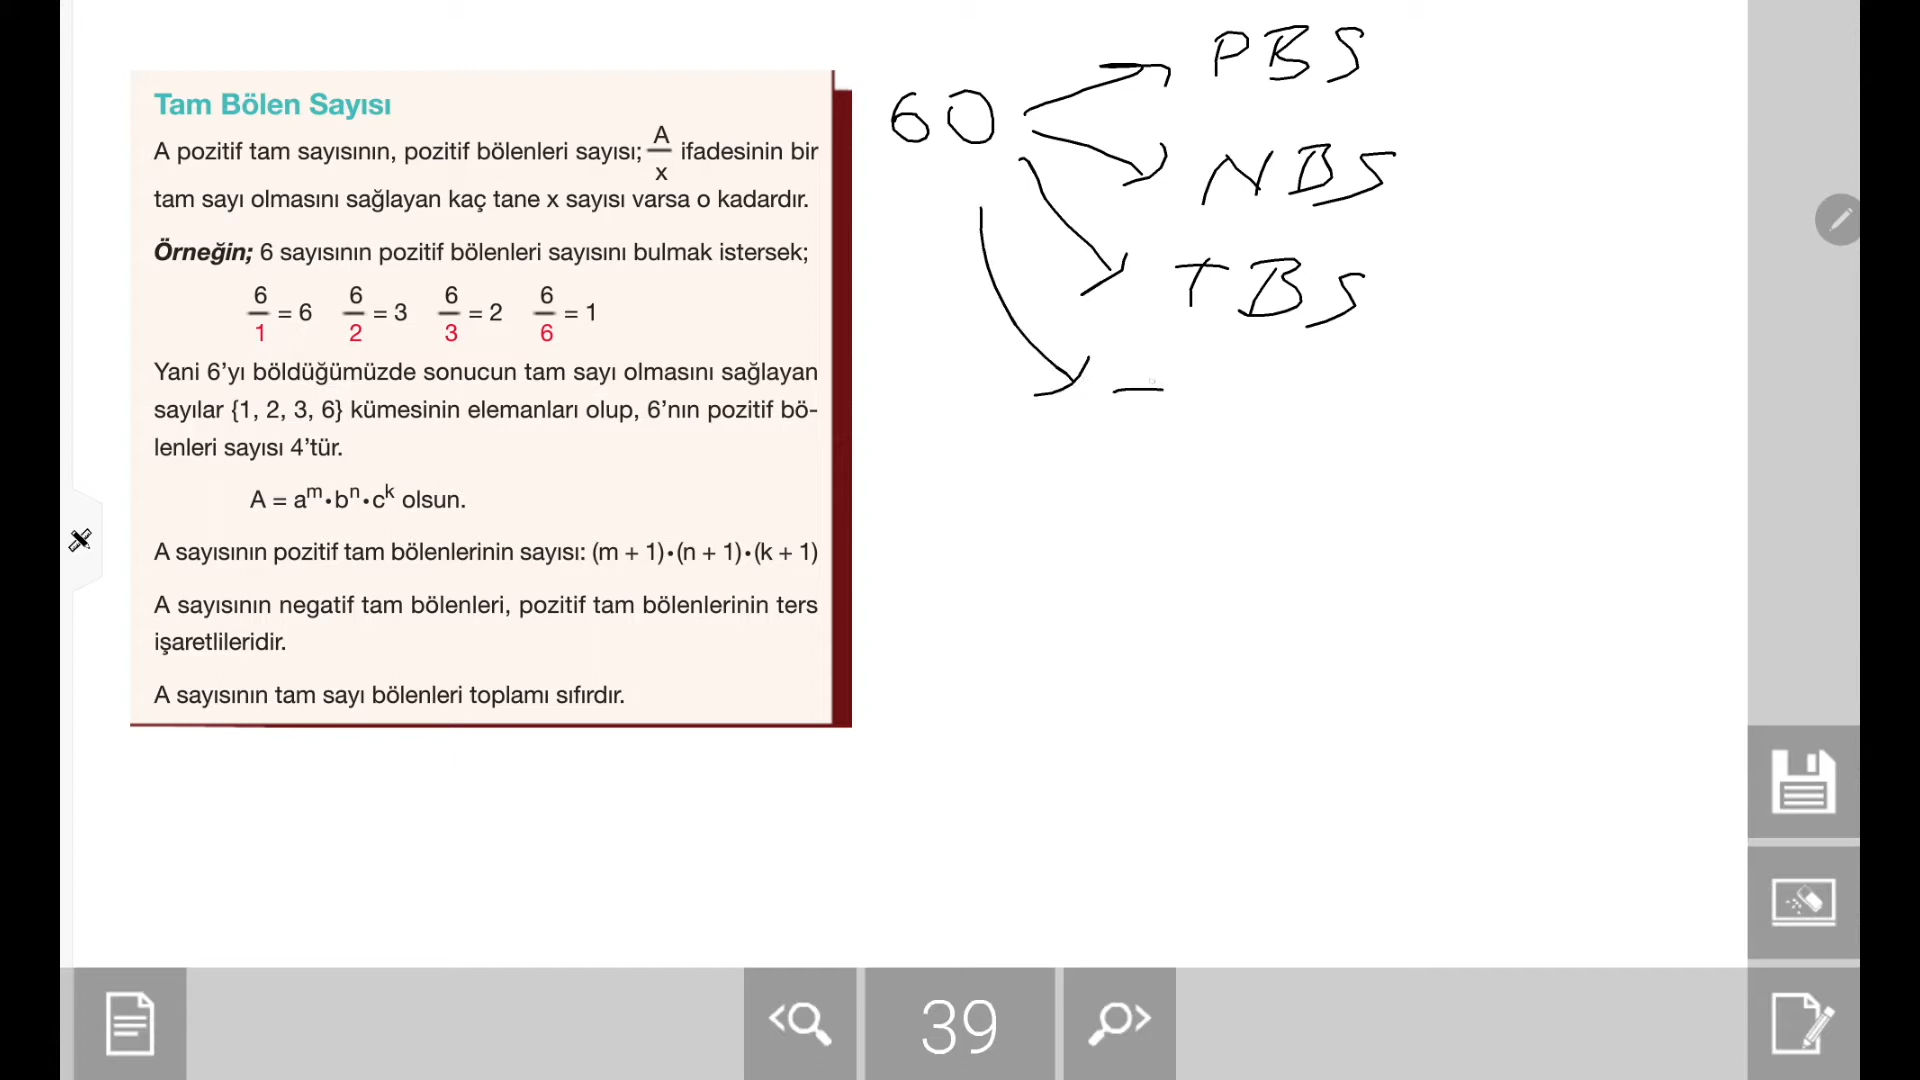 Tam Bölen Sayısı
A pozitif tam sayısının, pozitif bölenleri sayısı; A/x ifadesinin bir
tam sayı olmasını sağlayan kaç tane x sayısı varsa o kadardır.
Örneğin; 6 sayısının pozitif bölenleri sayısını bulmak istersek;
6/1 = 6 6/2 = 3 6/3 = 2 6/6 = 1
Yani 6’yı böldüğümüzde sonucun tam sayı olmasını sağlayan
sayılar {1, 2, 3, 6} kümesinin elemanları olup, 6’nın pozitif bö-
lenleri sayısı 4’tür.
A = a^m•b^n•c^k olsun.
A sayısının pozitif tam bölenlerinin sayısı: (m + 1)•(n + 1)•(k + 1)
A sayısının negatif tam bölenleri, pozitif tam bölenlerinin ters
işaretlileridir.
A sayısının tam sayı bölenleri toplamı sıfırdır.
60
PBS
NBS
TBS
39